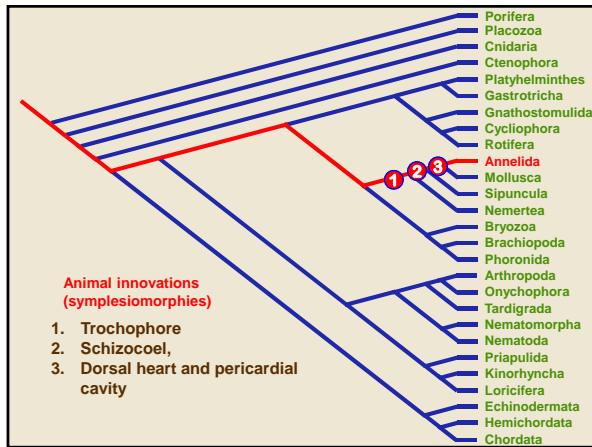 Porifera
Placozoa
Cnidaria
Ctenophora
Platyhelminthes
Gastrotricha
Gnathostomulida
Cycliophora
Rotifera
Annelida
Mollusca
Sipuncula
Nemertea
Bryozoa
Brachiopoda
Phoronida
Arthropoda
Onychophora
Tardigrada
Nematomorpha
Nematoda
Priapulida
Kinorhyncha
Loricifera
Echinodermata
Hemichordata
Chordata
1 2 3
Animal innovations
(symplesiomorphies)
1. Trochophore
2. Schizocoel,
3. Dorsal heart and pericardial
cavity